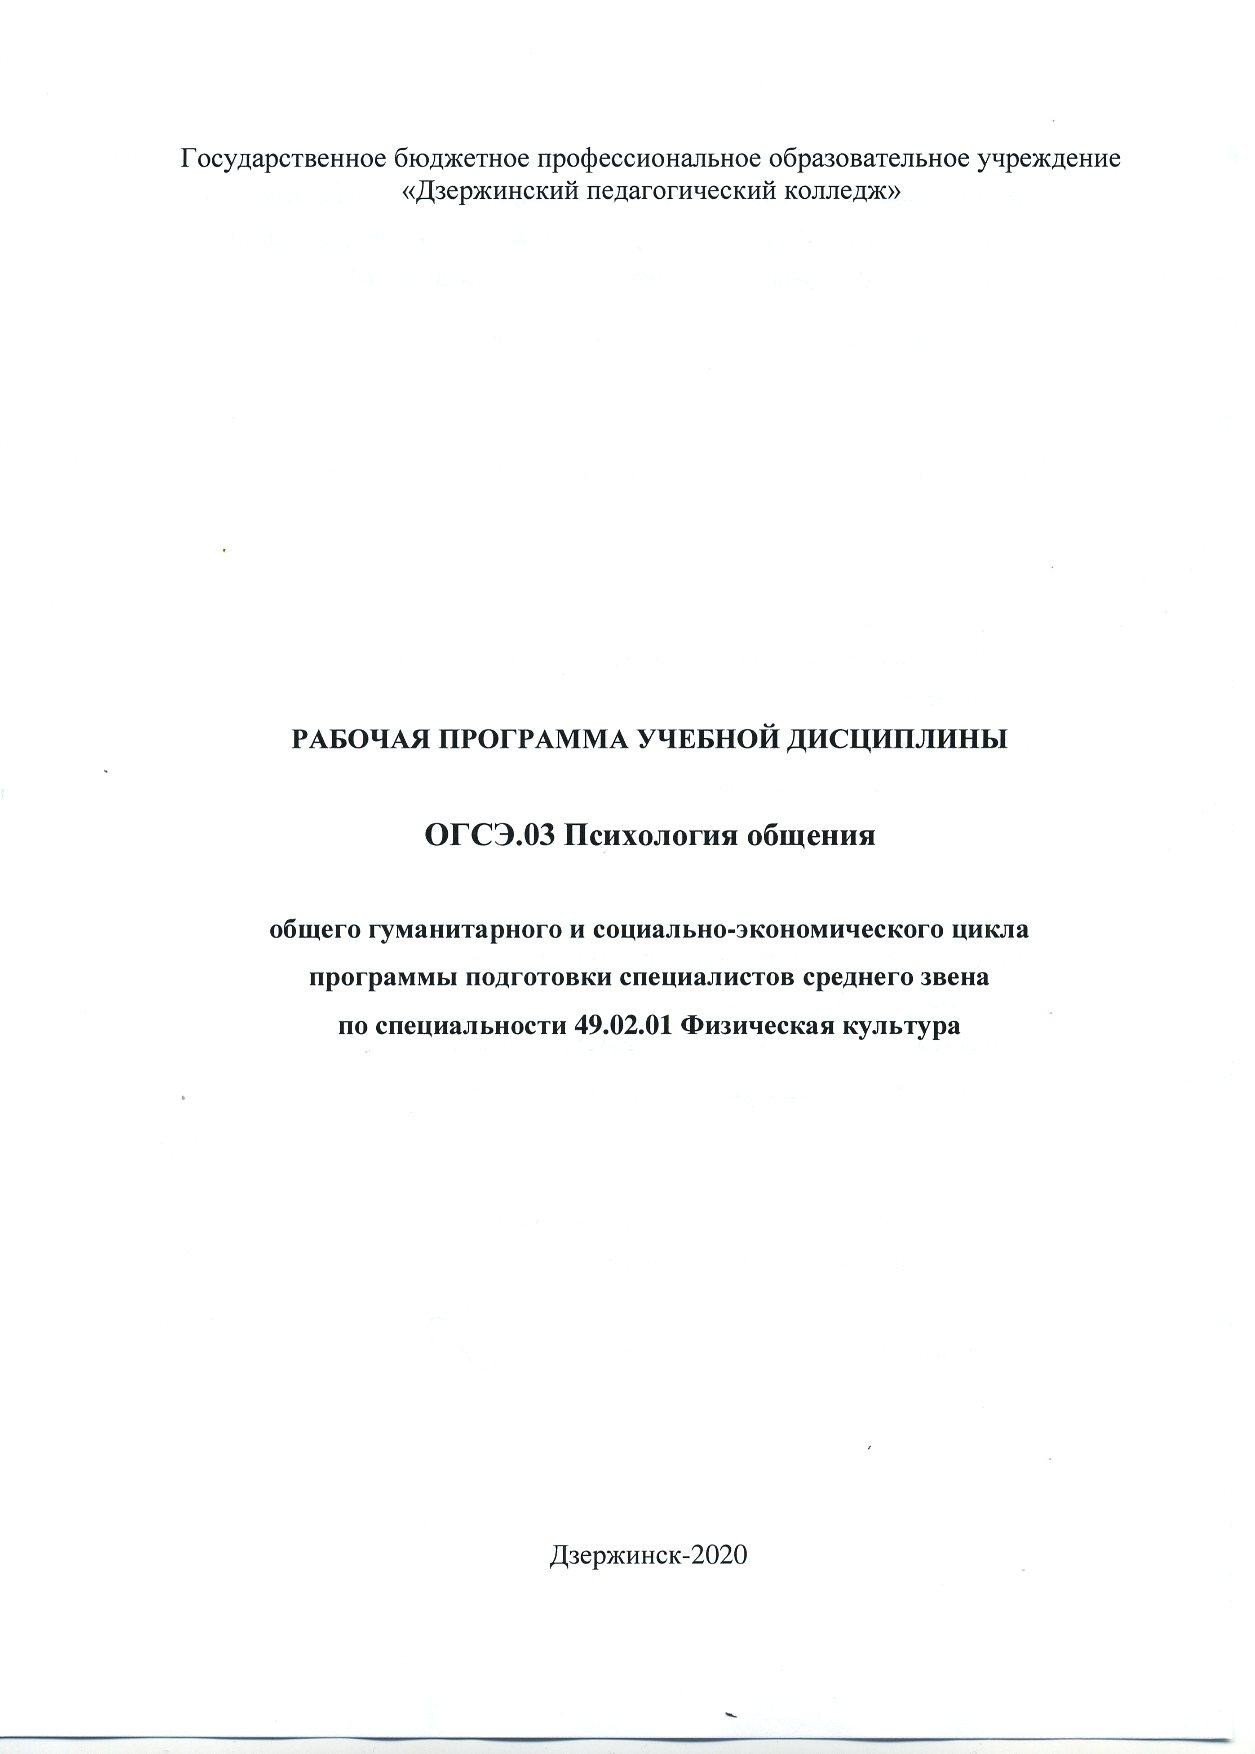 Государственное бюджетное профессиональное образовательное учреждение
«Дзержинский педагогический колледж»
РАБОЧАЯ ПРОГРАММА УЧЕБНОЙ ДИСЦИПЛИНЫ
ОГСЭ.03 Психология общения
общего гуманитарного и социально-экономического цикла
программы подготовки специалистов среднего звена
по специальности 49.02.01 Физическая культура
Дзержинск-2020